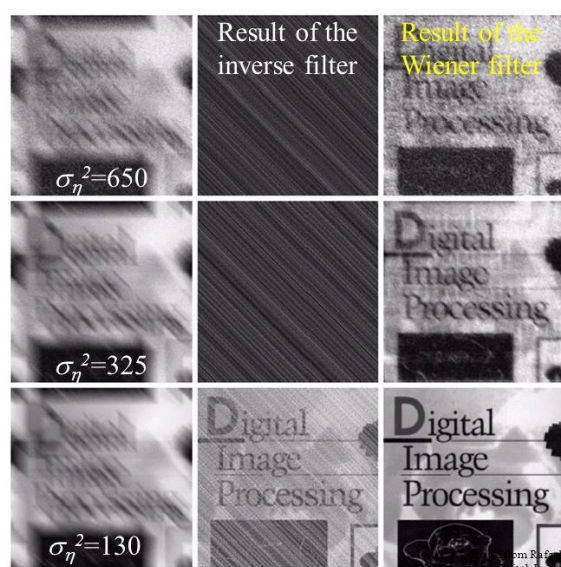 Result of the
inverse filter
Result of the
Wiener filter
Image
Processing
ση²=650
Digital
Image
Processing
ση²=325
Digital
Image
Processing
Digital
Image
Processing
ση²=130